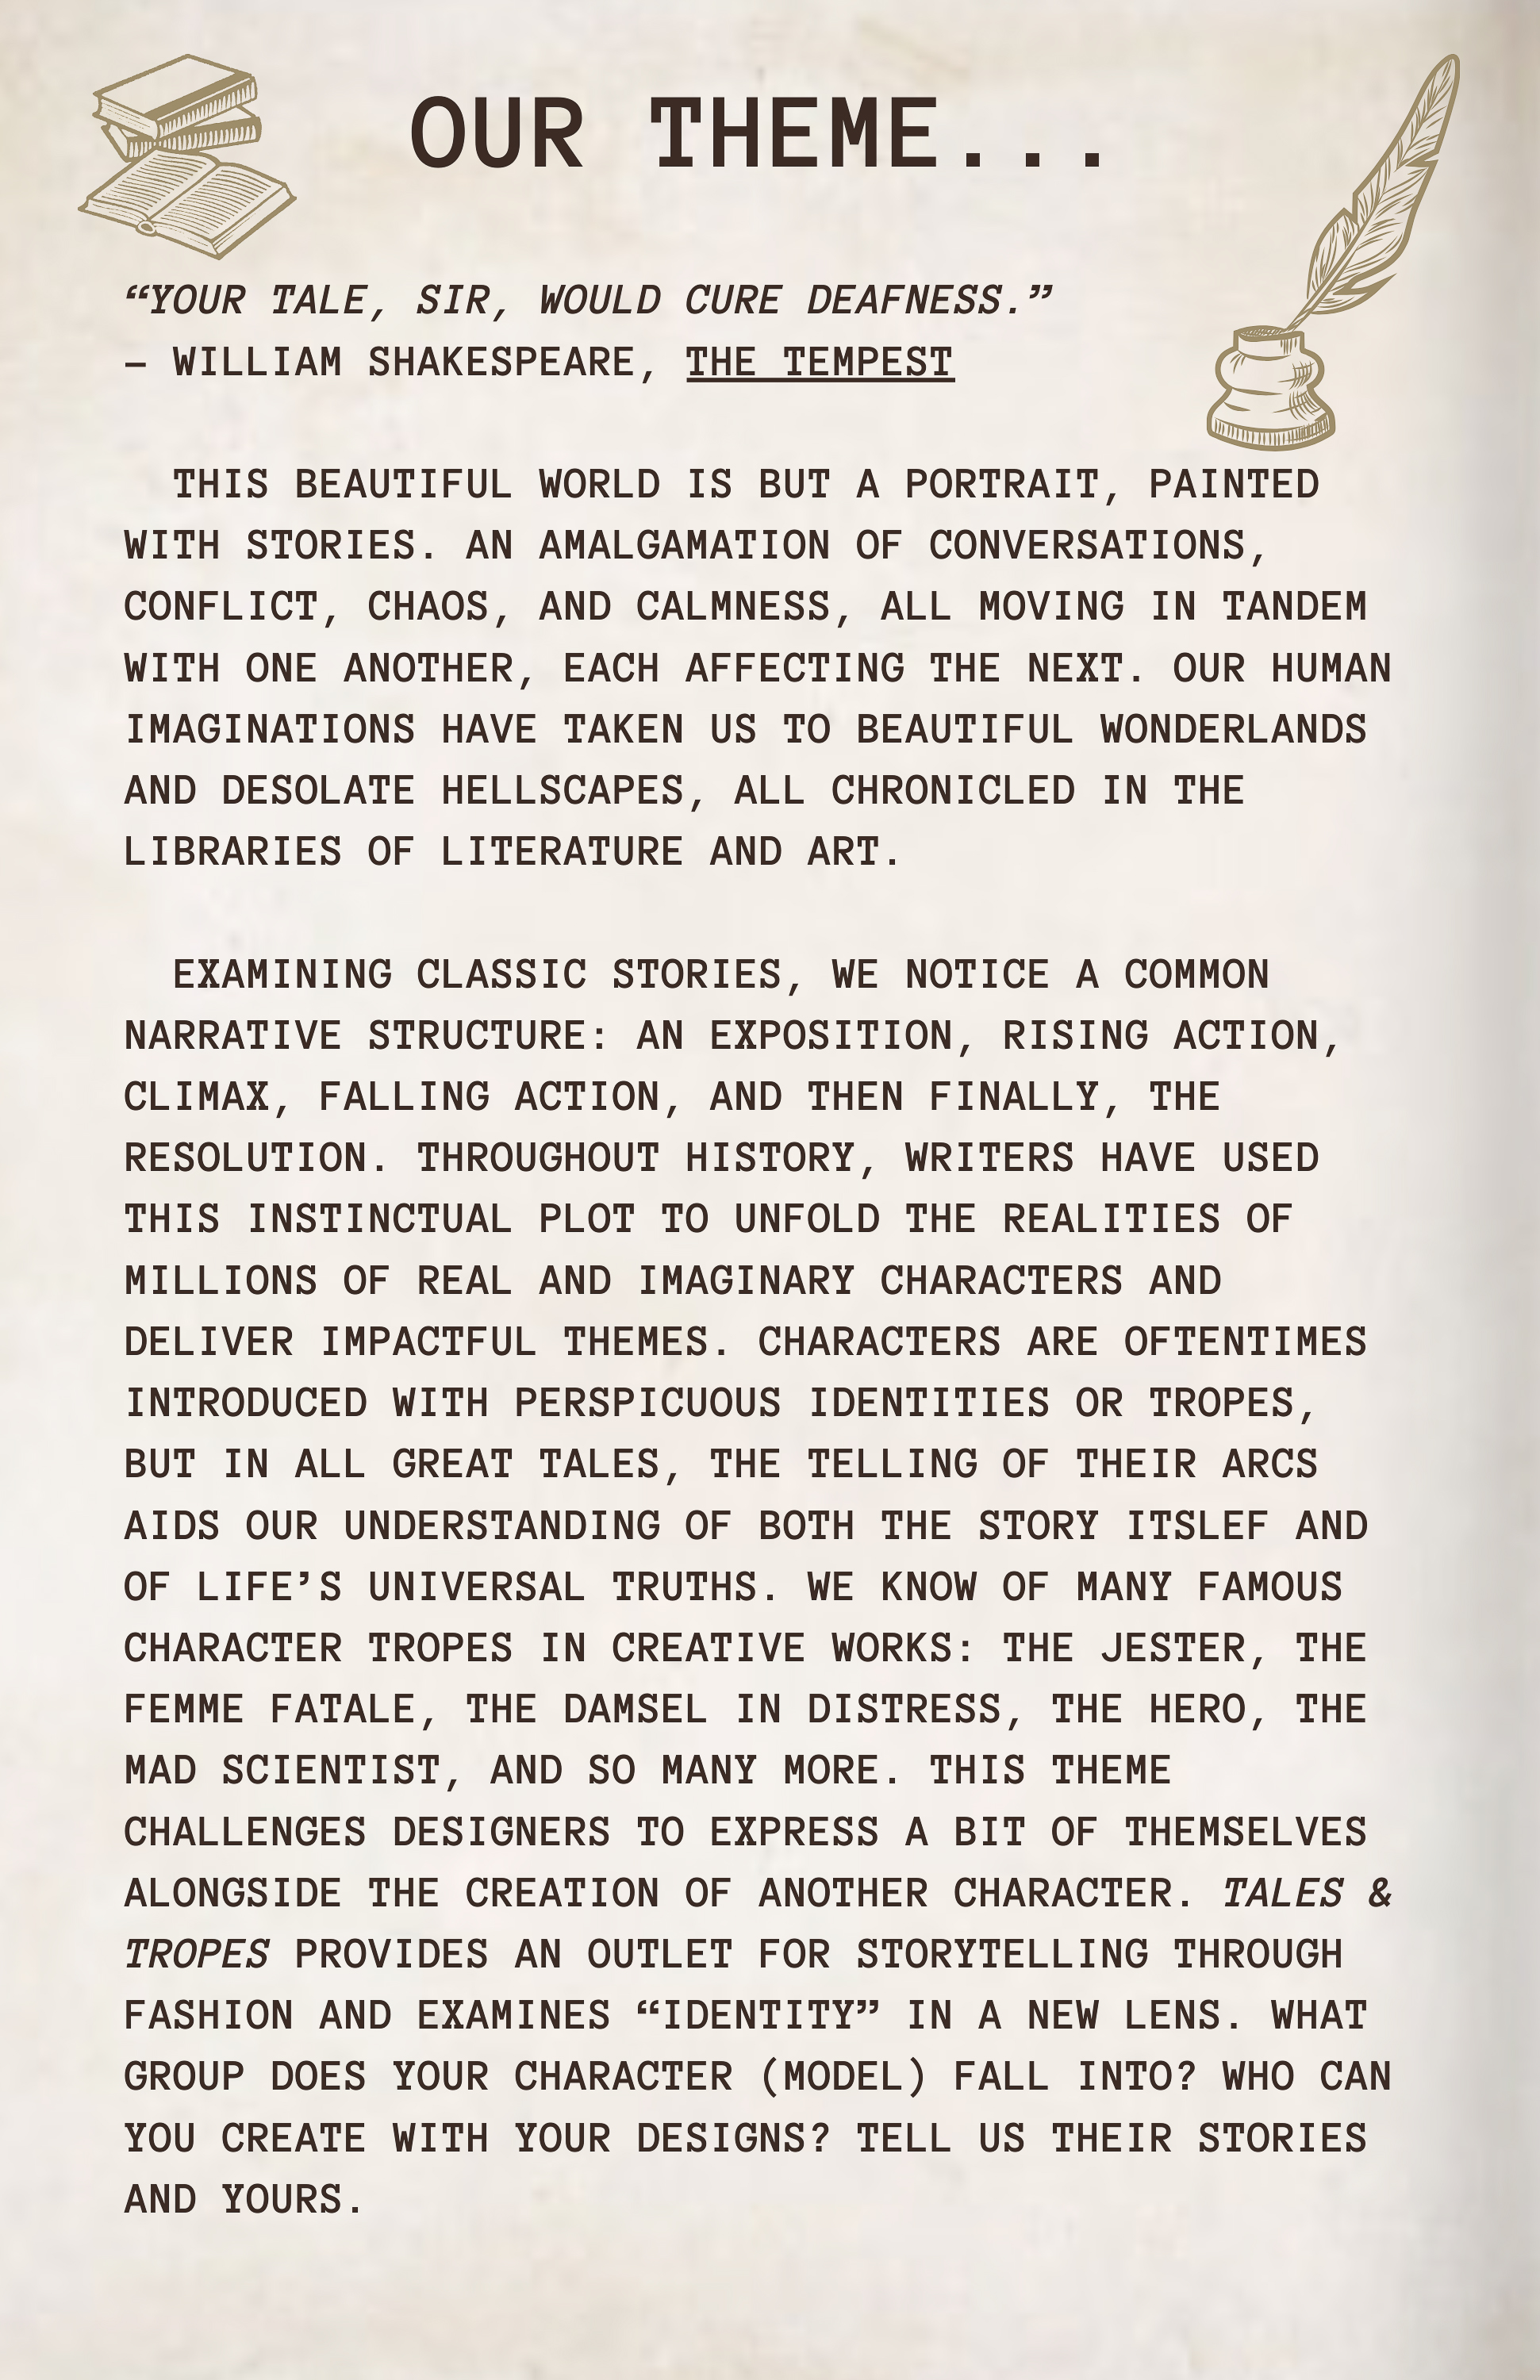 OUR THEME...
“YOUR TALE, SIR, WOULD CURE DEAFNESS.”
– WILLIAM SHAKESPEARE, THE TEMPEST
THIS BEAUTIFUL WORLD IS BUT A PORTRAIT, PAINTED
WITH STORIES. AN AMALGAMATION OF CONVERSATIONS,
CONFLICT, CHAOS, AND CALMNESS, ALL MOVING IN TANDEM
WITH ONE ANOTHER, EACH AFFECTING THE NEXT. OUR HUMAN
IMAGINATIONS HAVE TAKEN US TO BEAUTIFUL WONDERLANDS
AND DESOLATE HELLSCAPES, ALL CHRONICLED IN THE
LIBRARIES OF LITERATURE AND ART.
EXAMINING CLASSIC STORIES, WE NOTICE A COMMON
NARRATIVE STRUCTURE: AN EXPOSITION, RISING ACTION,
CLIMAX, FALLING ACTION, AND THEN FINALLY, THE
RESOLUTION. THROUGHOUT HISTORY, WRITERS HAVE USED
THIS INSTINCTUAL PLOT TO UNFOLD THE REALITIES OF
MILLIONS OF REAL AND IMAGINARY CHARACTERS AND
DELIVER IMPACTFUL THEMES. CHARACTERS ARE OFTENTIMES
INTRODUCED WITH PERSPICUOUS IDENTITIES OR TROPES,
BUT IN ALL GREAT TALES, THE TELLING OF THEIR ARCS
AIDS OUR UNDERSTANDING OF BOTH THE STORY ITSLEF AND
OF LIFE’S UNIVERSAL TRUTHS. WE KNOW OF MANY FAMOUS
CHARACTER TROPES IN CREATIVE WORKS: THE JESTER, THE
FEMME FATALE, THE DAMSEL IN DISTRESS, THE HERO, THE
MAD SCIENTIST, AND SO MANY MORE. THIS THEME
CHALLENGES DESIGNERS TO EXPRESS A BIT OF THEMSELVES
ALONGSIDE THE CREATION OF ANOTHER CHARACTER. TALES &
TROPES PROVIDES AN OUTLET FOR STORYTELLING THROUGH
FASHION AND EXAMINES “IDENTITY” IN A NEW LENS. WHAT
GROUP DOES YOUR CHARACTER (MODEL) FALL INTO? WHO CAN
YOU CREATE WITH YOUR DESIGNS? TELL US THEIR STORIES
AND YOURS.